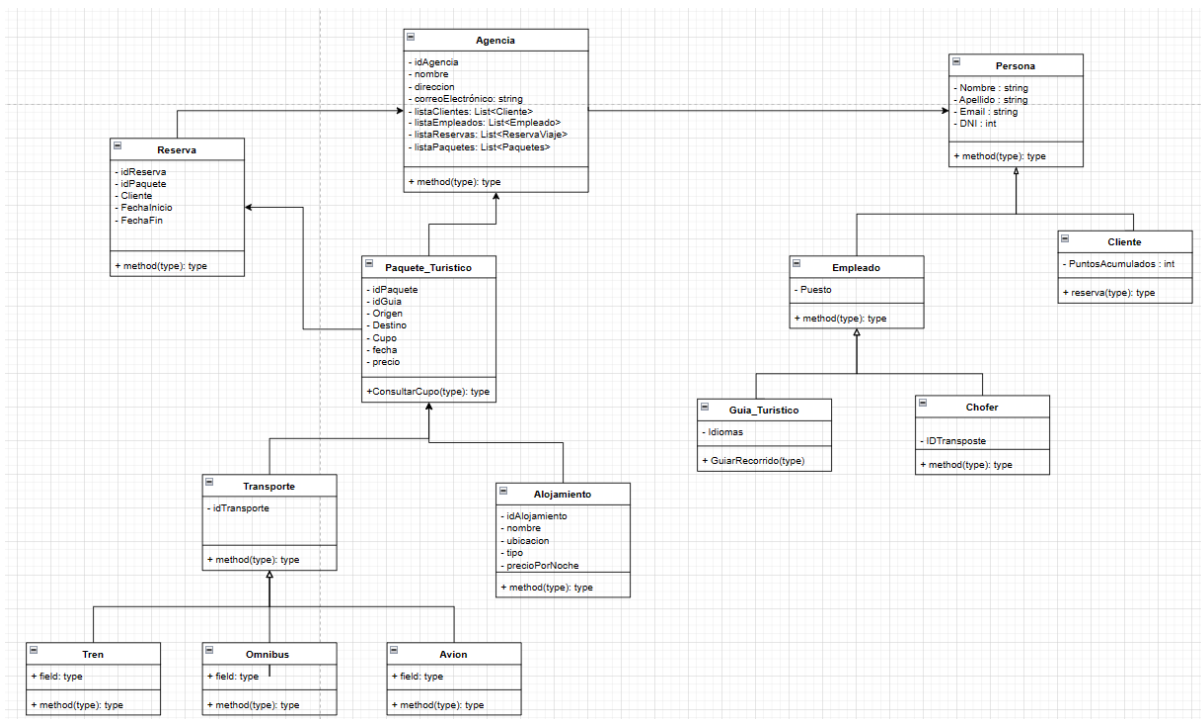 Agencia
- idAgencia
- nombre
- direccion
- correoElectrónico: string
- listaClientes: List<Cliente>
- listaEmpleados: List<Empleado>
- listaReservas: List<ReservaViaje>
- listaPaquetes: List<Paquetes>
+ method(type): type
Persona
- Nombre : string
- Apellido : string
- Email : string
- DNI : int
+ method(type): type
Reserva
- idReserva
- idPaquete
- Cliente
- FechaInicio
- FechaFin
+ method(type): type
Paquete_Turistico
- idPaquete
- idGuia
- Origen
- Destino
- Cupo
- fecha
- precio
+ConsultarCupo(type): type
Empleado
- Puesto
+ method(type): type
Cliente
- PuntosAcumulados : int
+ reserva(type): type
Guia_Turistico
- Idiomas
+ GuiarRecorrido(type)
Chofer
- IDTransposte
+ method(type): type
Transporte
- idTransporte
+ method(type): type
Alojamiento
- idAlojamiento
- nombre
- ubicacion
- tipo
- precioPorNoche
+ method(type): type
Tren
+ field: type
+ method(type): type
Omnibus
+ field: type
+ method(type): type
Avion
+ field: type
+ method(type): type